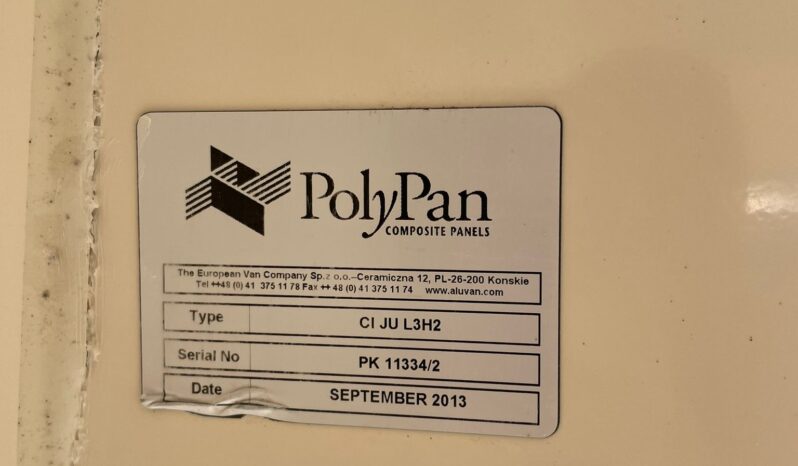 PolyPan
COMPOSITE PANELS
The European Van Company Sp.z o.o.–Ceramiczna 12, PL-26-200 Konskie
Tel ++48 (0) 41 375 11 78 Fax ++ 48 (0) 41 375 11 74 www.aluvan.com
Type CI JU L3H2
Serial No PK 11334/2
Date SEPTEMBER 2013